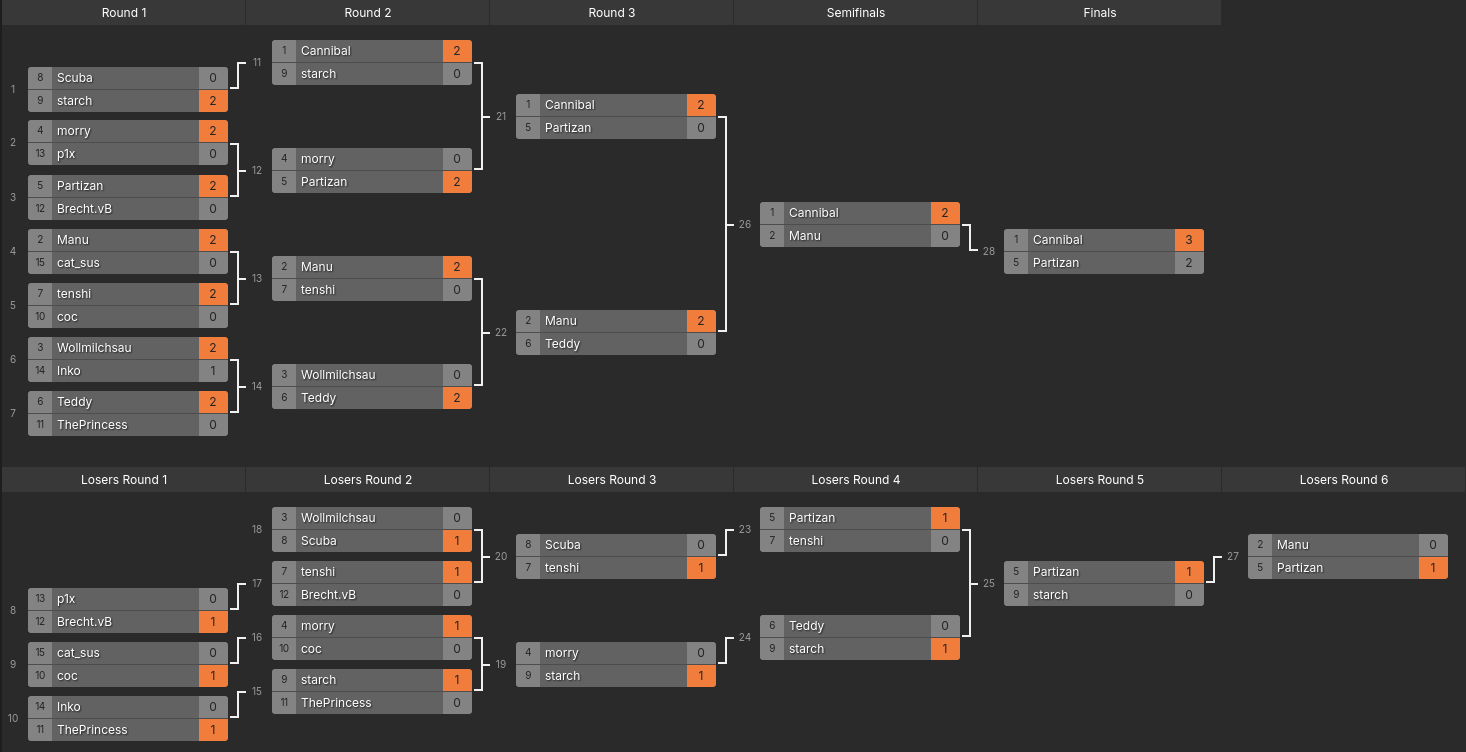 Round 1 Round 2 Round 3 Semifinals Finals
1
8 Scuba 0
9 starch 2
2
4 morry 2
13 p1x 0
3
5 Partizan 2
12 Brecht.vB 0
4
2 Manu 2
15 cat_sus 0
5
7 tenshi 2
10 coc 0
6
3 Wollmilchsau 2
14 Inko 1
7
6 Teddy 2
11 ThePrincess 0
11
1 Cannibal 2
9 starch 0
12
4 morry 0
5 Partizan 2
13
2 Manu 2
7 tenshi 0
14
3 Wollmilchsau 0
6 Teddy 2
21
1 Cannibal 2
5 Partizan 0
22
2 Manu 2
6 Teddy 0
26
1 Cannibal 2
2 Manu 0
28
1 Cannibal 3
5 Partizan 2
Losers Round 1 Losers Round 2 Losers Round 3 Losers Round 4 Losers Round 5 Losers Round 6
8
13 p1x 0
12 Brecht.vB 1
9
15 cat_sus 0
10 coc 1
10
14 Inko 0
11 ThePrincess 1
18
3 Wollmilchsau 0
8 Scuba 1
17
7 tenshi 1
12 Brecht.vB 0
16
4 morry 1
10 coc 0
15
9 starch 1
11 ThePrincess 0
20
8 Scuba 0
7 tenshi 1
19
4 morry 0
9 starch 1
23
5 Partizan 1
7 tenshi 0
24
6 Teddy 0
9 starch 1
25
5 Partizan 1
9 starch 0
27
2 Manu 0
5 Partizan 1